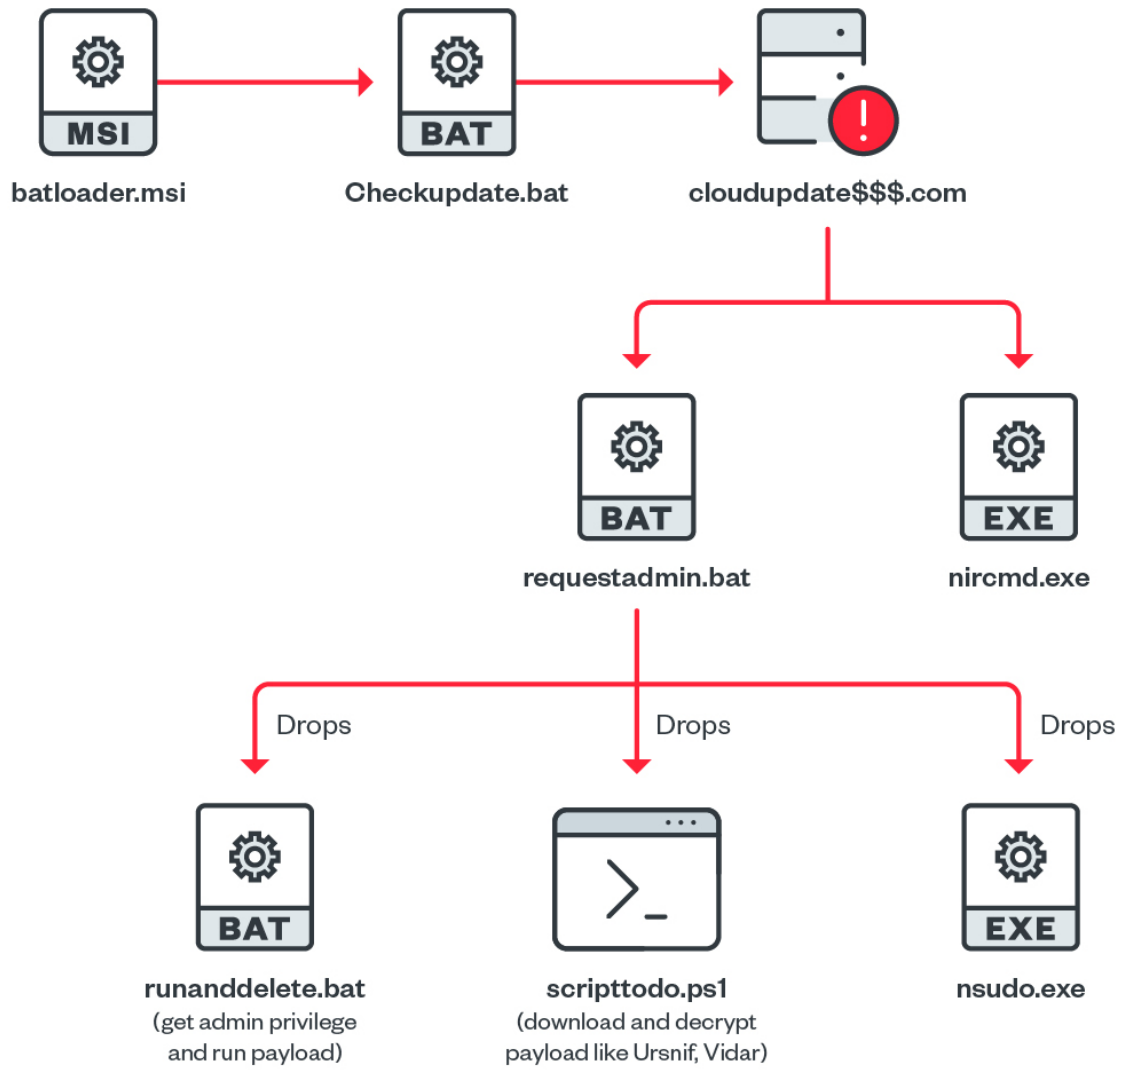 MSI
BAT
batloader.msi
Checkupdate.bat
cloudupdate$$$.com
BAT
EXE
requestadmin.bat
nircmd.exe
Drops
Drops
Drops
BAT
EXE
runanddelete.bat
(get admin privilege
and run payload)
scripttodo.ps1
(download and decrypt
payload like Ursnif, Vidar)
nsudo.exe